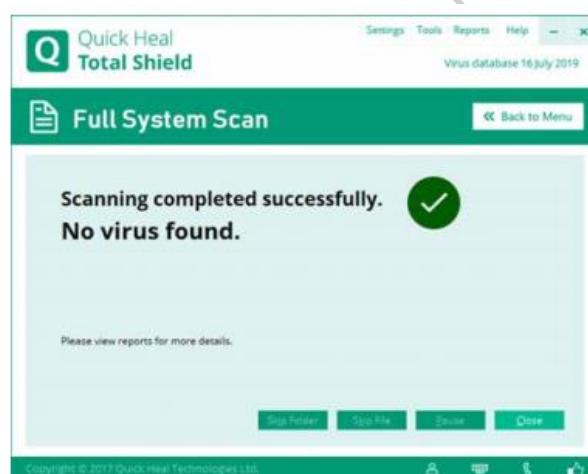 Q Quick Heal
Total Shield
Settings Tools Reports Help
Virus database 16 July 2019
Full System Scan
« Back to Menu
Scanning completed successfully.
No virus found.
Please view reports for more details.
Skip Folder Skip File Pause Close
Copyright © 2017 Quick Heal Technologies Ltd.